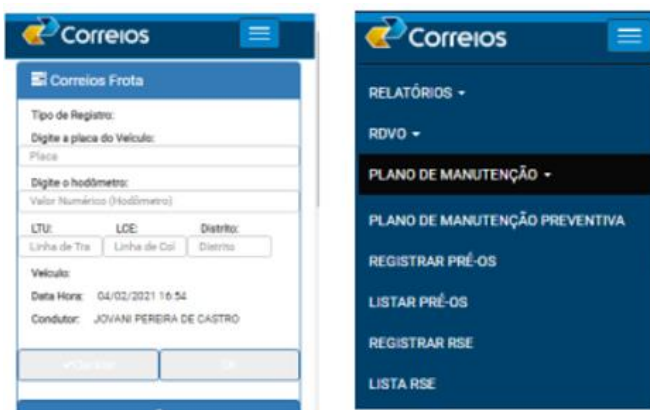 Correios
Correios Frota
Tipo de Registro:
Digite a placa do Veículo:
Placa
Digite o hodômetro:
Valor Numérico (Hodômetro)
LTU: LCE: Distrito:
Linha de Tra Linha de Col Distrito
Veículo:
Data Hora: 04/02/2021 16:54
Condutor: JOVANI PEREIRA DE CASTRO
Correios
RELATÓRIOS
RDVO
PLANO DE MANUTENÇÃO
PLANO DE MANUTENÇÃO PREVENTIVA
REGISTRAR PRÉ-OS
LISTAR PRÉ-OS
REGISTRAR RSE
LISTA RSE